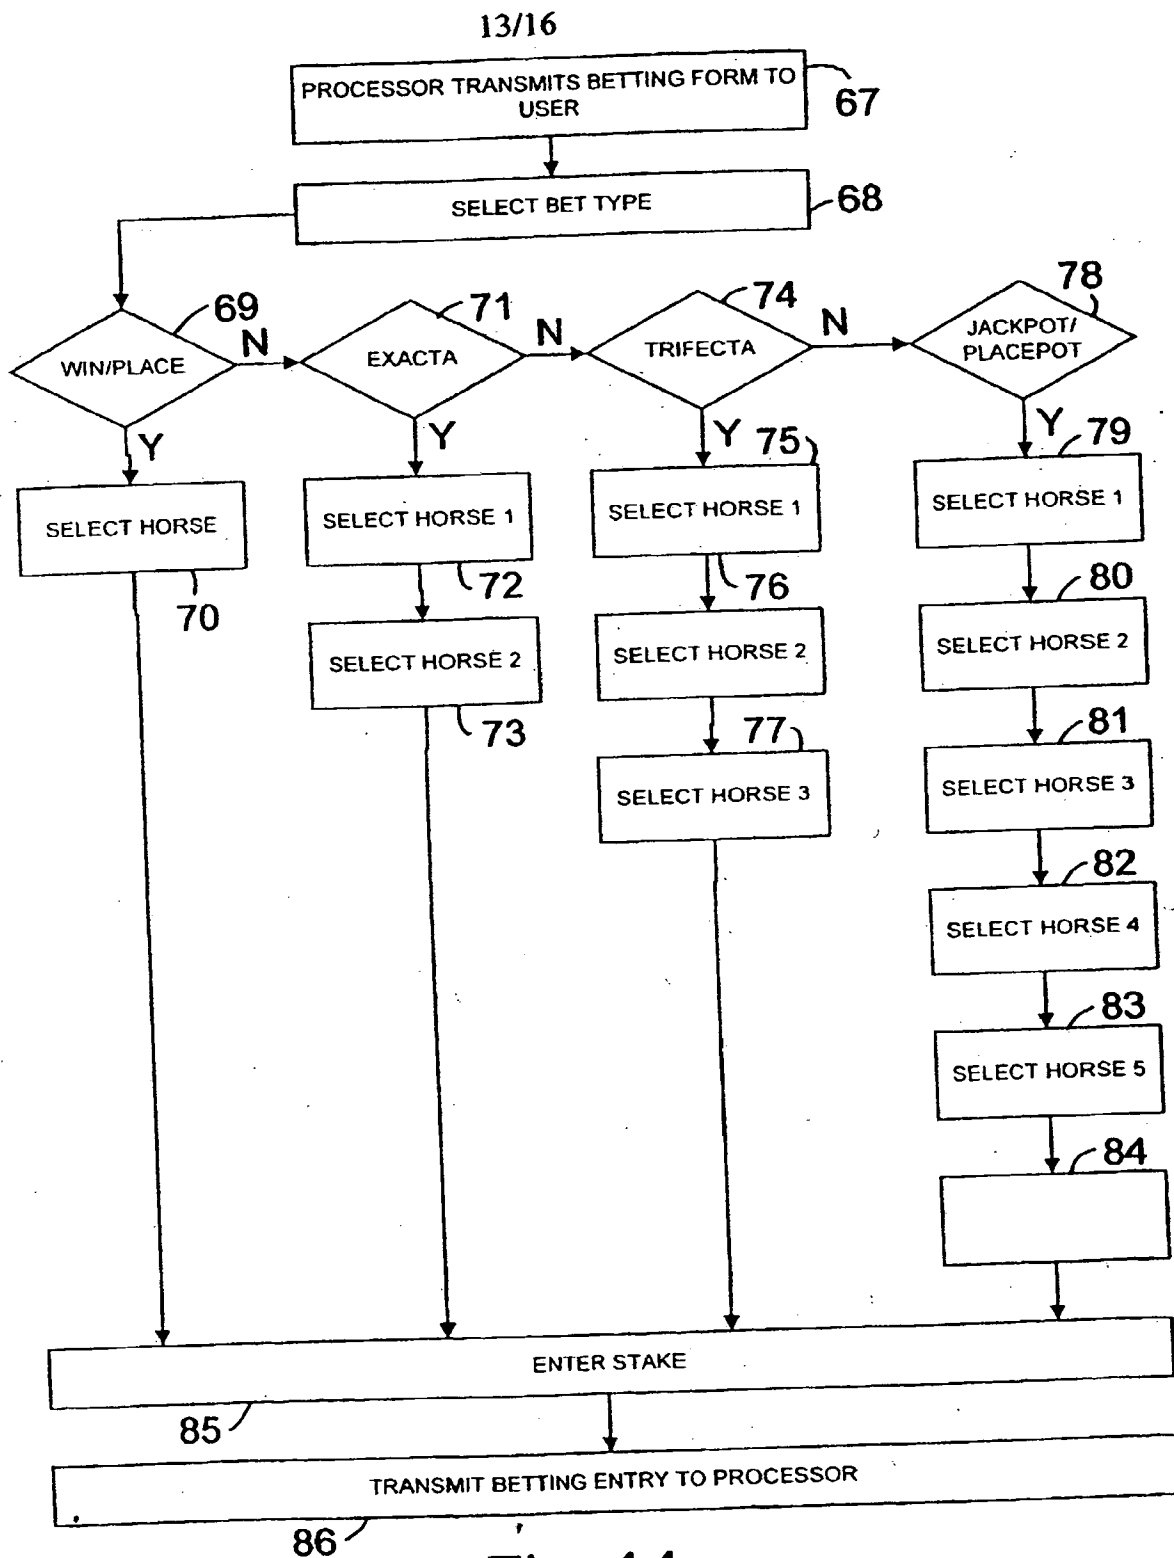 13/16
PROCESSOR TRANSMITS BETTING FORM TO
USER
67
SELECT BET TYPE
68
69
71
74
78
WIN/PLACE
N
EXACTA
N
TRIFECTA
N
JACKPOT/
PLACEPOT
Y
Y
Y
Y
75
79
SELECT HORSE
SELECT HORSE 1
SELECT HORSE 1
SELECT HORSE 1
70
72
76
80
SELECT HORSE 2
SELECT HORSE 2
SELECT HORSE 2
73
77
81
SELECT HORSE 3
SELECT HORSE 3
82
SELECT HORSE 4
83
SELECT HORSE 5
84
ENTER STAKE
85
TRANSMIT BETTING ENTRY TO PROCESSOR
86